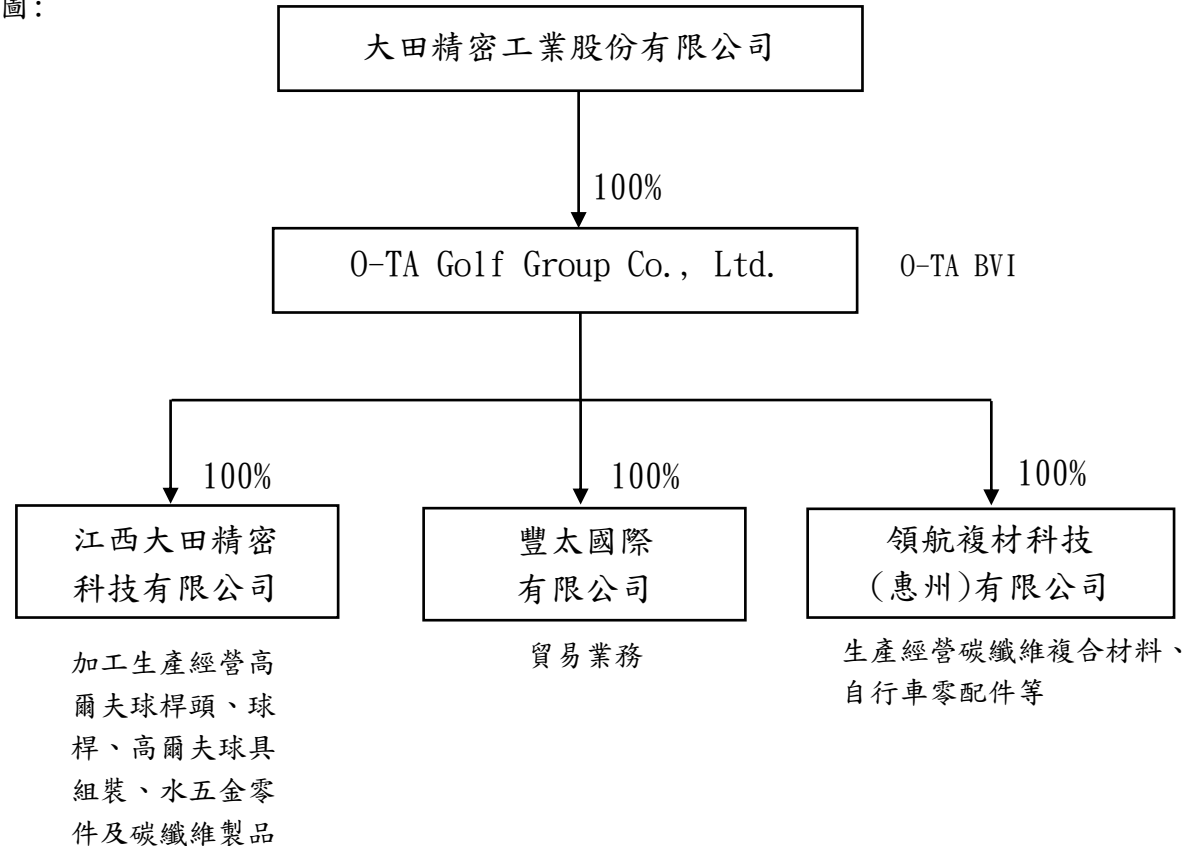 圖:
大田精密工業股份有限公司
100%
O-TA Golf Group Co., Ltd.
O-TA BVI
100%
100%
100%
江西大田精密
科技有限公司
豐太國際
有限公司
領航複材科技
(惠州)有限公司
加工生產經營高
爾夫球桿頭、球
桿、高爾夫球具
組裝、水五金零
件及碳纖維製品
貿易業務
生產經營碳纖維複合材料、
自行車零配件等